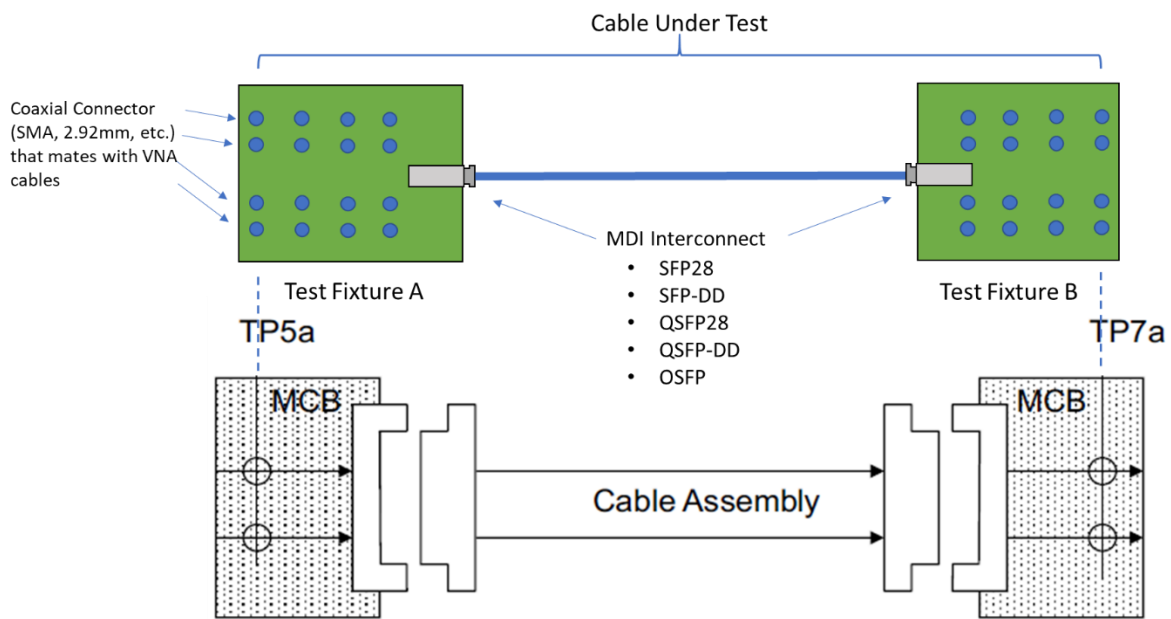 Cable Under Test
Coaxial Connector
(SMA, 2.92mm, etc.)
that mates with VNA
cables
MDI Interconnect
• SFP28
• SFP-DD
• QSFP28
• QSFP-DD
• OSFP
Test Fixture A
Test Fixture B
TP5a
TP7a
MCB
MCB
Cable Assembly